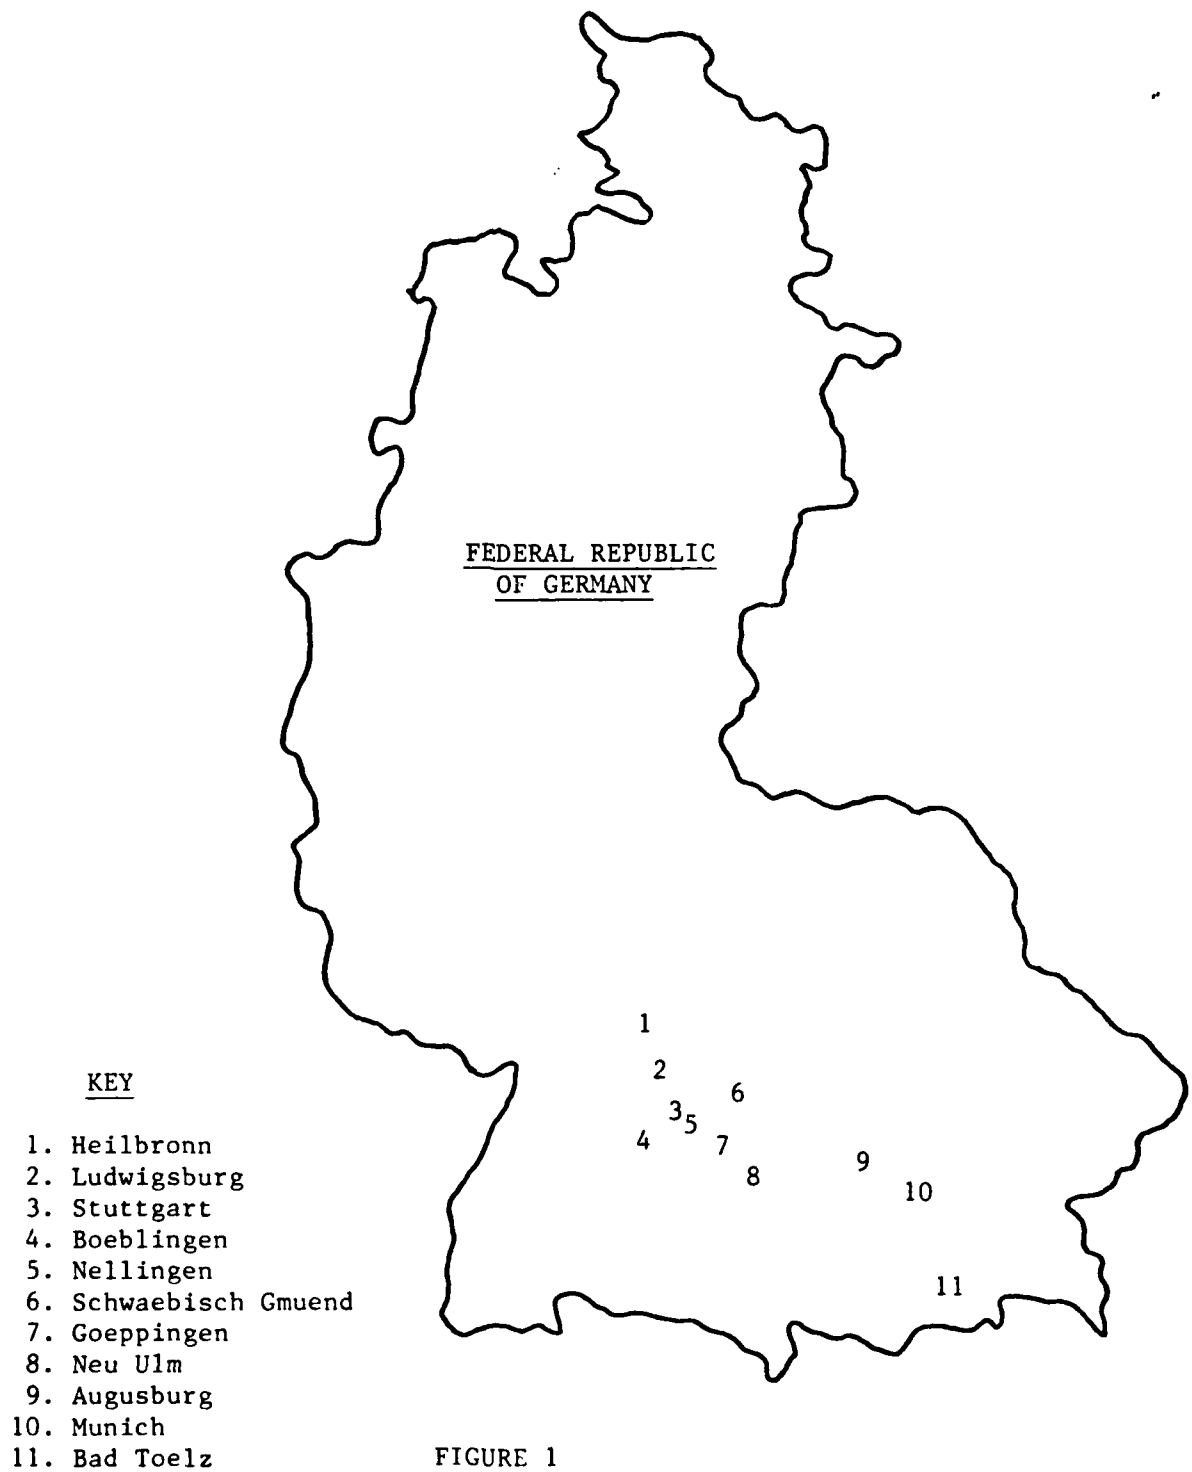 FEDERAL REPUBLIC
OF GERMANY
1
2
6
3
5
4
7
9
8
10
11
KEY
1. Heilbronn
2. Ludwigsburg
3. Stuttgart
4. Boeblingen
5. Nellingen
6. Schwaebisch Gmuend
7. Goeppingen
8. Neu Ulm
9. Augusburg
10. Munich
11. Bad Toelz
FIGURE 1